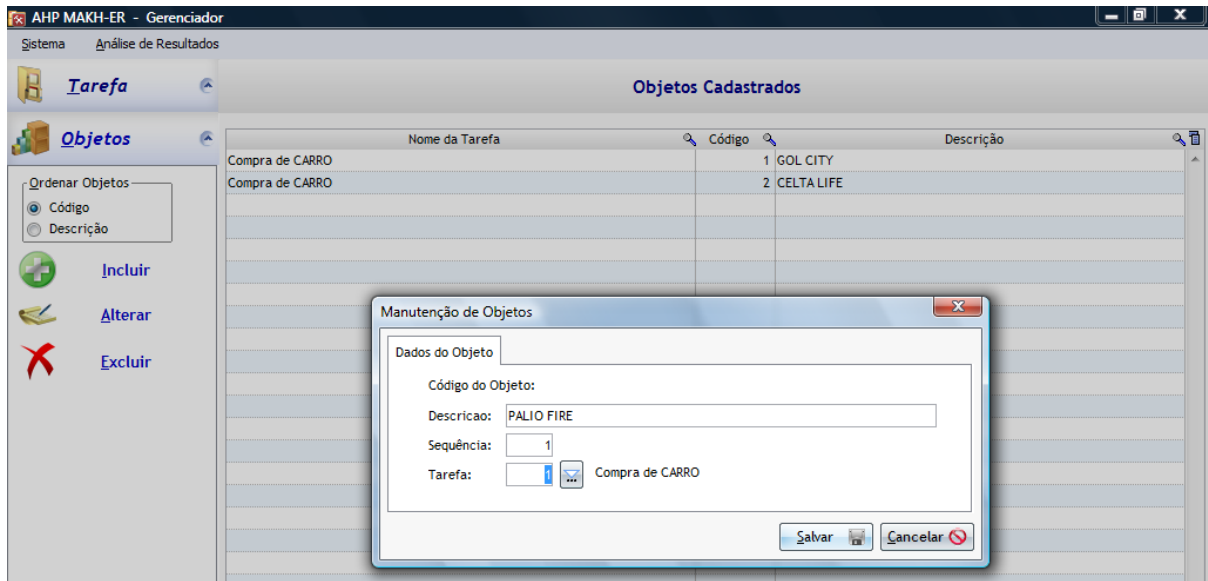 AHP MAKH-ER - Gerenciador
Sistema Análise de Resultados
Tarefa
Objetos Cadastrados
Objetos
Nome da Tarefa Código Descrição
Compra de CARRO 1 GOL CITY
Compra de CARRO 2 CELTA LIFE
Ordenar Objetos
Código
Descrição
Incluir
Alterar
Excluir
Manutenção de Objetos
Dados do Objeto
Código do Objeto:
Descricao: PALIO FIRE
Sequência: 1
Tarefa: 1 ... Compra de CARRO
Salvar Cancelar